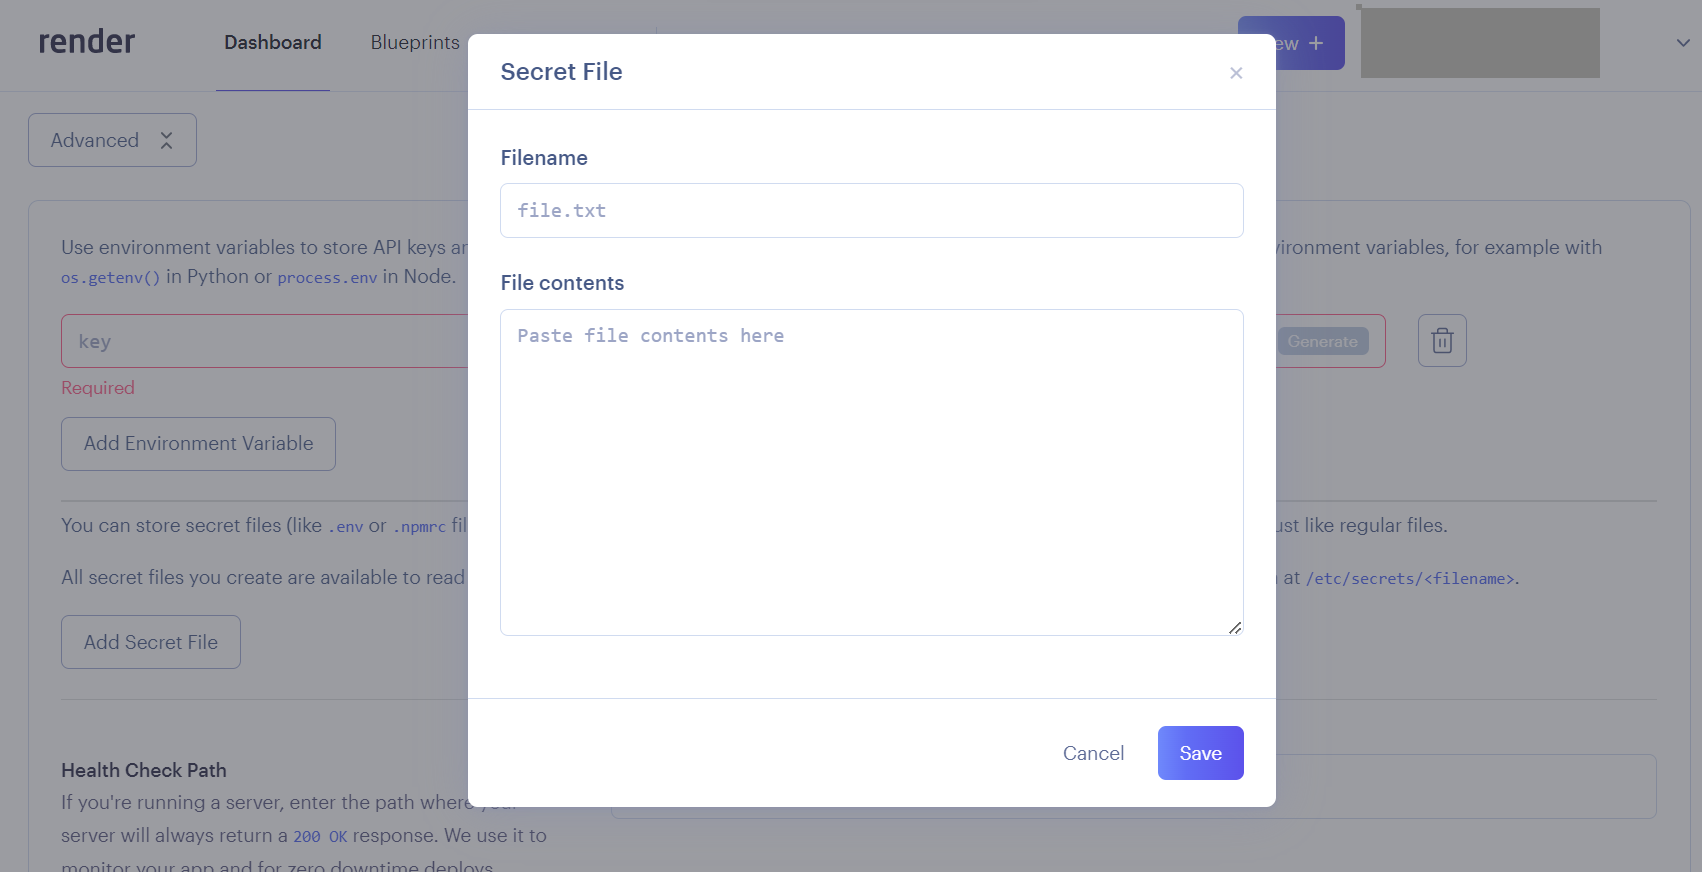 render
Dashboard
Blueprints
ew +
Advanced
Secret File
Filename
file.txt
File contents
Paste file contents here
Cancel
Save
Use environment variables to store API keys an
ironment variables, for example with
os.getenv() in Python or process.env in Node.
key
Generate
Required
Add Environment Variable
You can store secret files (like .env or .npmrc fil
ust like regular files.
All secret files you create are available to read
at /etc/secrets/<filename>.
Add Secret File
Health Check Path
If you're running a server, enter the path where your
server will always return a 200 OK response. We use it to
monitor your app and for zero downtime deploys.